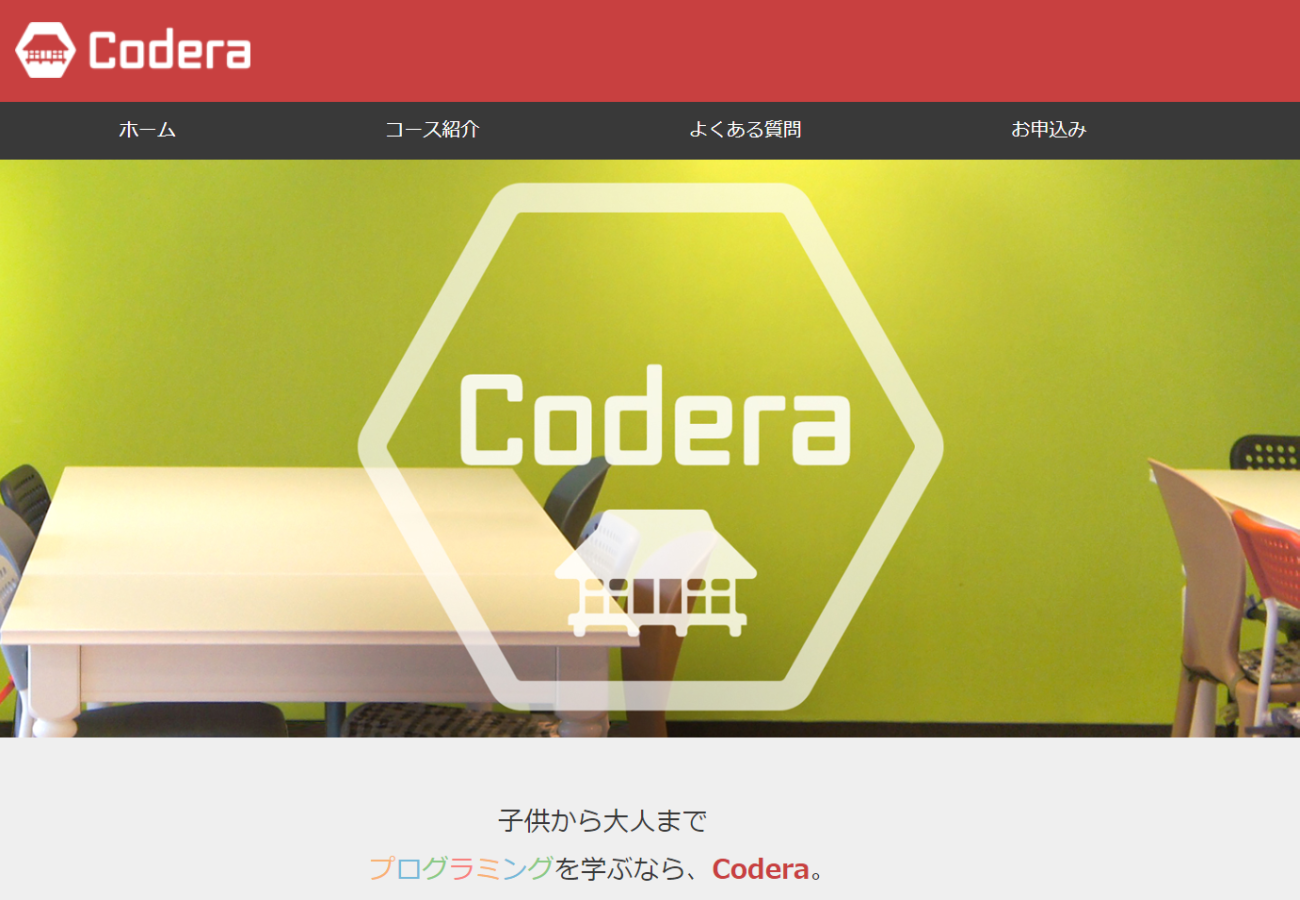 Codera
ホーム
コース紹介
よくある質問
お申込み
Codera
子供から大人まで
プログラミングを学ぶなら、Codera。